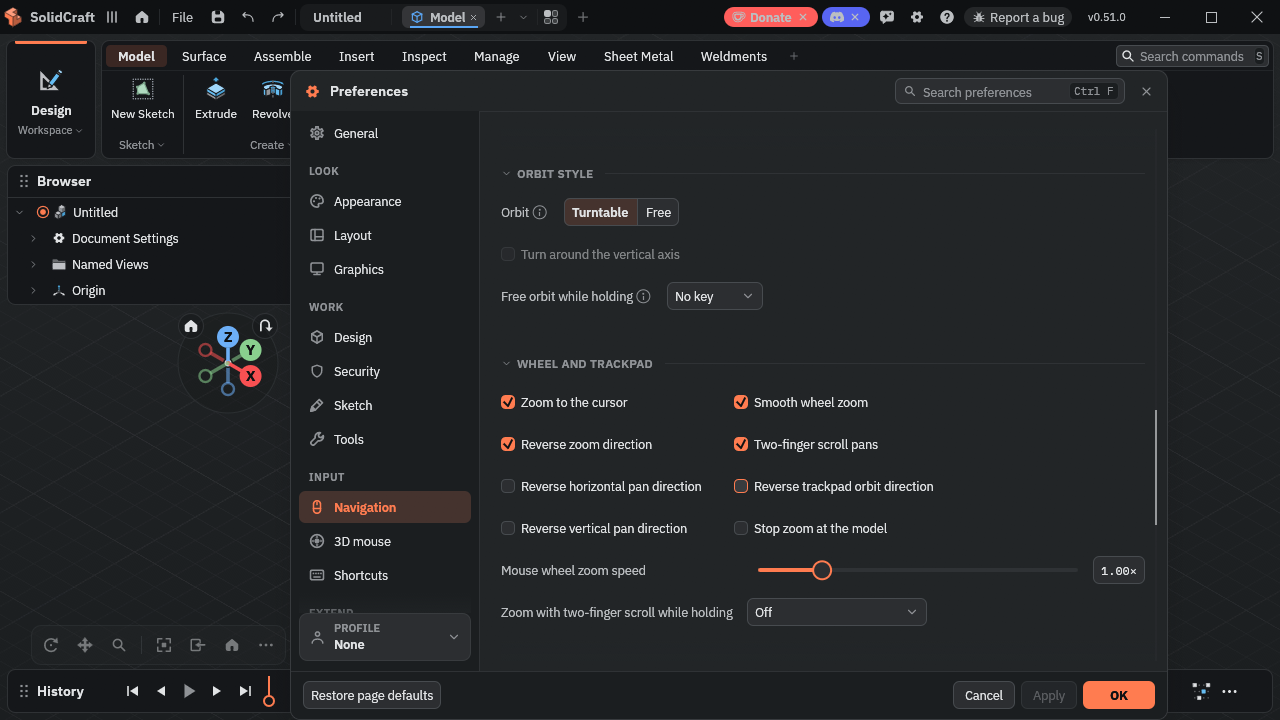 SolidCraft
File
Untitled
Model
Donate
Report a bug
v0.51.0
Model
Surface
Assemble
Insert
Inspect
Manage
View
Sheet Metal
Weldments
Search commands
S
Design
Workspace
New Sketch
Extrude
Revolve
Sketch
Create
Preferences
Search preferences
Ctrl F
Browser
Untitled
Document Settings
Named Views
Origin
Z
Y
X
General
LOOK
Appearance
Layout
Graphics
WORK
Design
Security
Sketch
Tools
INPUT
Navigation
3D mouse
Shortcuts
EXTEND
PROFILE
None
ORBIT STYLE
Orbit
Turntable
Free
Turn around the vertical axis
Free orbit while holding
No key
WHEEL AND TRACKPAD
Zoom to the cursor
Smooth wheel zoom
Reverse zoom direction
Two-finger scroll pans
Reverse horizontal pan direction
Reverse trackpad orbit direction
Reverse vertical pan direction
Stop zoom at the model
Mouse wheel zoom speed
1.00×
Zoom with two-finger scroll while holding
Off
History
Restore page defaults
Cancel
Apply
OK